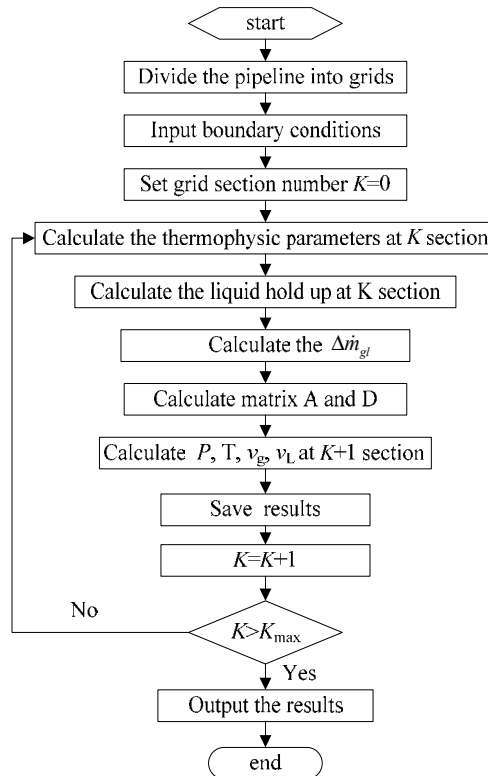 start
Divide the pipeline into grids
Input boundary conditions
Set grid section number K=0
Calculate the thermophysic parameters at K section
Calculate the liquid hold up at K section
Calculate the Δṁgl
Calculate matrix A and D
Calculate P, T, vg, vL at K+1 section
Save results
K=K+1
No
K>Kmax
Yes
Output the results
end